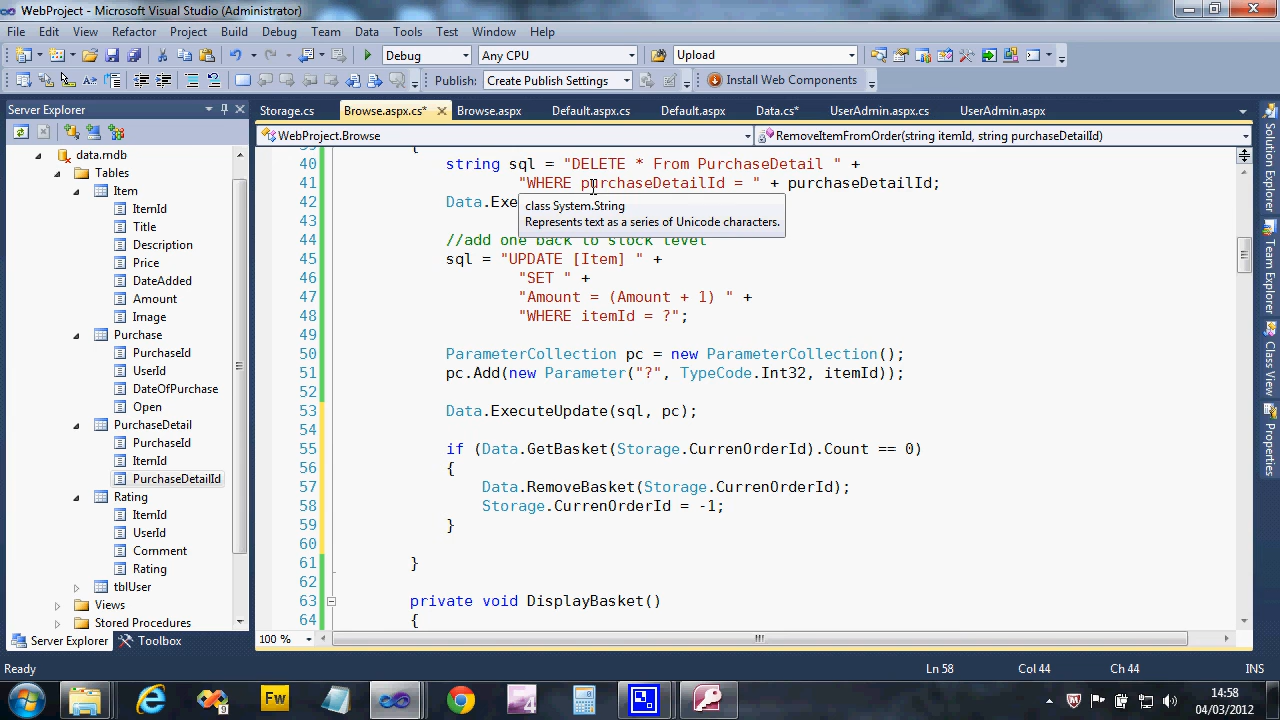 WebProject - Microsoft Visual Studio (Administrator)
File Edit View Refactor Project Build Debug Team Data Tools Test Window Help
Debug Any CPU Upload
Publish: Create Publish Settings Install Web Components
Server Explorer
Storage.cs Browse.aspx.cs* Browse.aspx Default.aspx.cs Default.aspx Data.cs* UserAdmin.aspx.cs UserAdmin.aspx
WebProject.Browse RemoveItemFromOrder(string itemId, string purchaseDetailId)
data.mdb
Tables
Item
ItemId
Title
Description
Price
DateAdded
Amount
Image
Purchase
PurchaseId
UserId
DateOfPurchase
Open
PurchaseDetail
PurchaseId
ItemId
PurchaseDetailId
Rating
ItemId
UserId
Comment
Rating
tblUser
Views
Stored Procedures
Server Explorer Toolbox
39 {
40 string sql = "DELETE * From PurchaseDetail " +
41 "WHERE purchaseDetailId = " + purchaseDetailId;
42 Data.Exe
class System.String
Represents text as a series of Unicode characters.
43
44 //add one back to stock level
45 sql = "UPDATE [Item] " +
46 "SET " +
47 "Amount = (Amount + 1) " +
48 "WHERE itemId = ?";
49
50 ParameterCollection pc = new ParameterCollection();
51 pc.Add(new Parameter("?", TypeCode.Int32, itemId));
52
53 Data.ExecuteUpdate(sql, pc);
54
55 if (Data.GetBasket(Storage.CurrenOrderId).Count == 0)
56 {
57 Data.RemoveBasket(Storage.CurrenOrderId);
58 Storage.CurrenOrderId = -1;
59 }
60
61 }
62
63 private void DisplayBasket()
64 {
100 %
Solution Explorer
Team Explorer
Class View
Properties
Ready Ln 58 Col 44 Ch 44 INS
Fw
14:58
04/03/2012